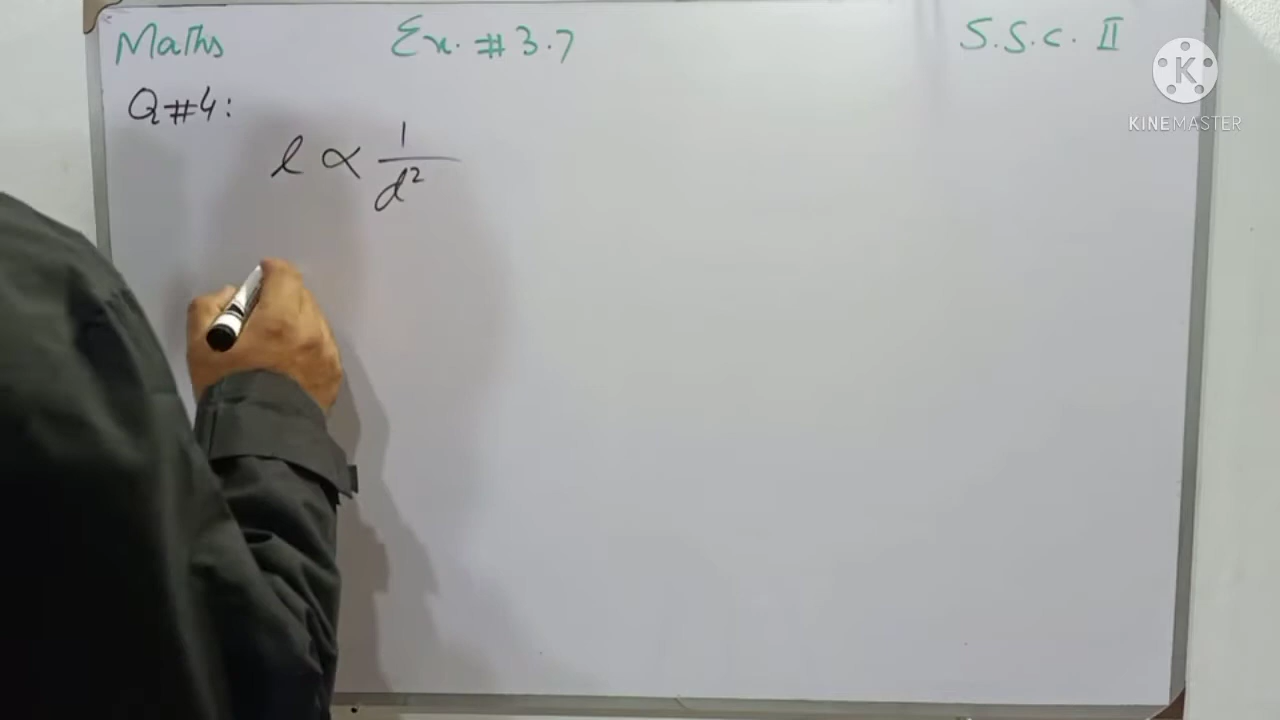 Maths Ex. # 3.7 S.S.C. II
Q#4:
l ∝ 1/d²
K
KINEMASTER